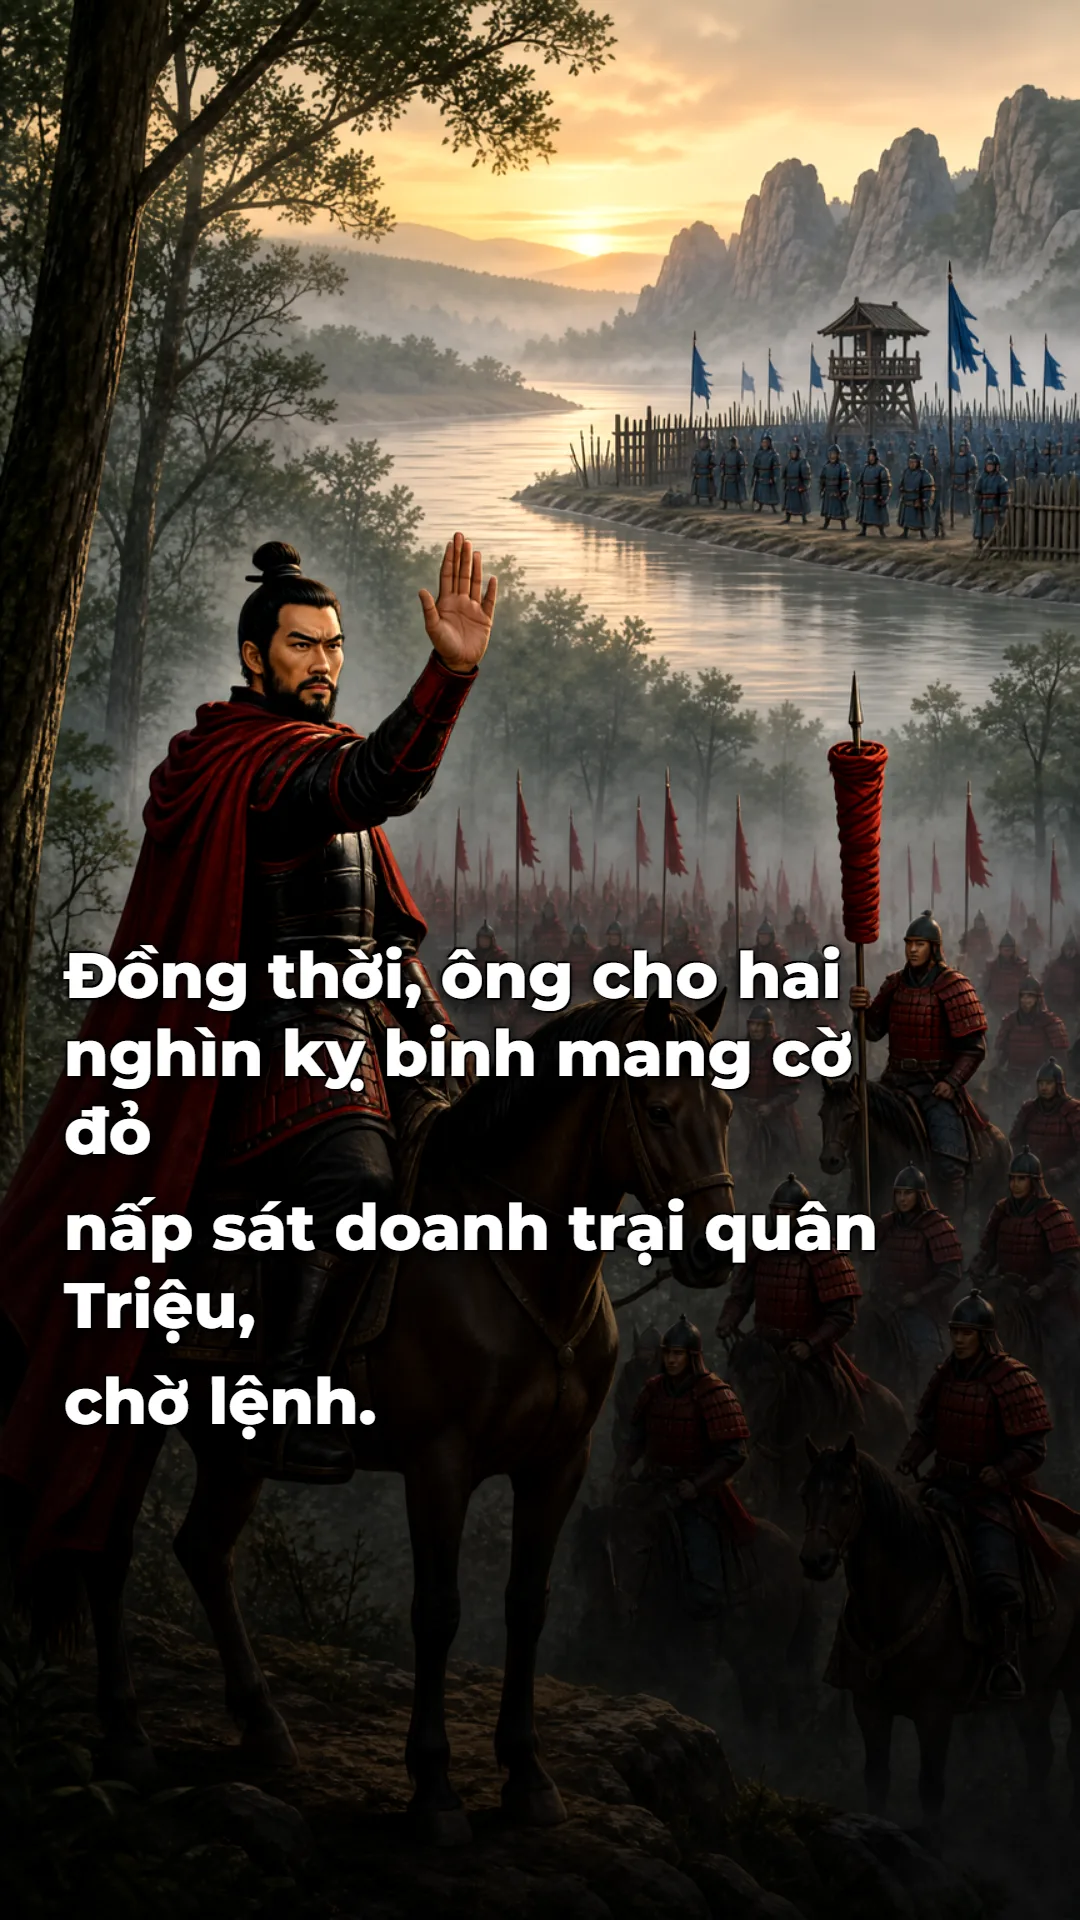 Đồng thời, ông cho hai
nghìn kỵ binh mang cờ
đỏ
nấp sát doanh trại quân
Triệu,
chờ lệnh.